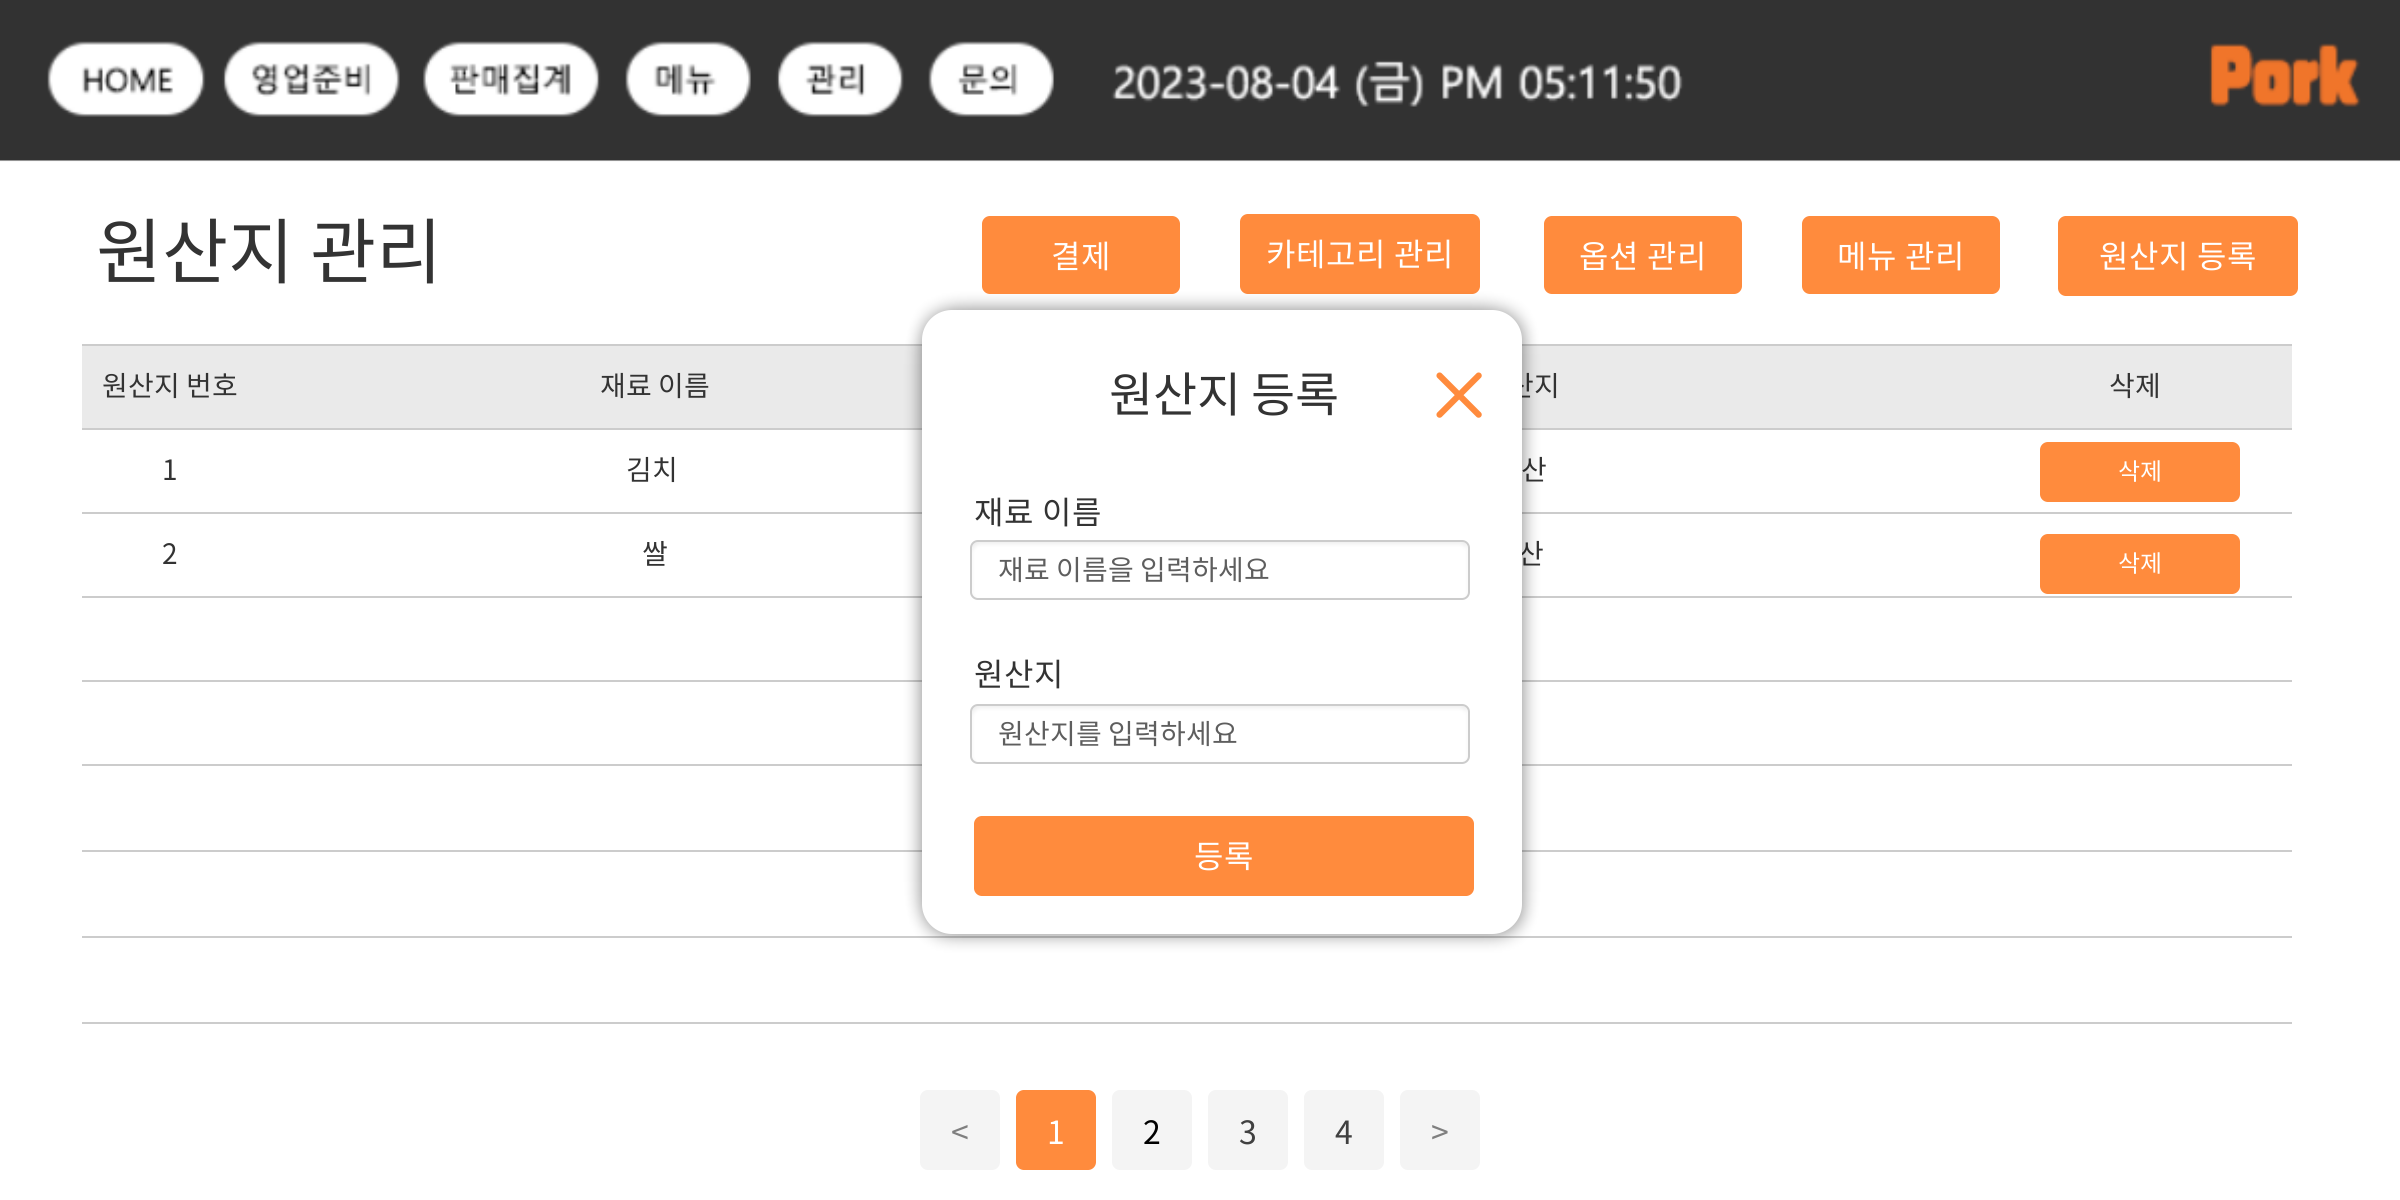 HOME 영업준비 판매집계 메뉴 관리 문의 2023-08-04 (금) PM 05:11:50 Pork
원산지 관리 결제 카테고리 관리 옵션 관리 메뉴 관리 원산지 등록
원산지 번호 재료 이름 산지 삭제
1 김치 산 삭제
2 쌀 산 삭제
원산지 등록
재료 이름
재료 이름을 입력하세요
원산지
원산지를 입력하세요
등록
< 1 2 3 4 >